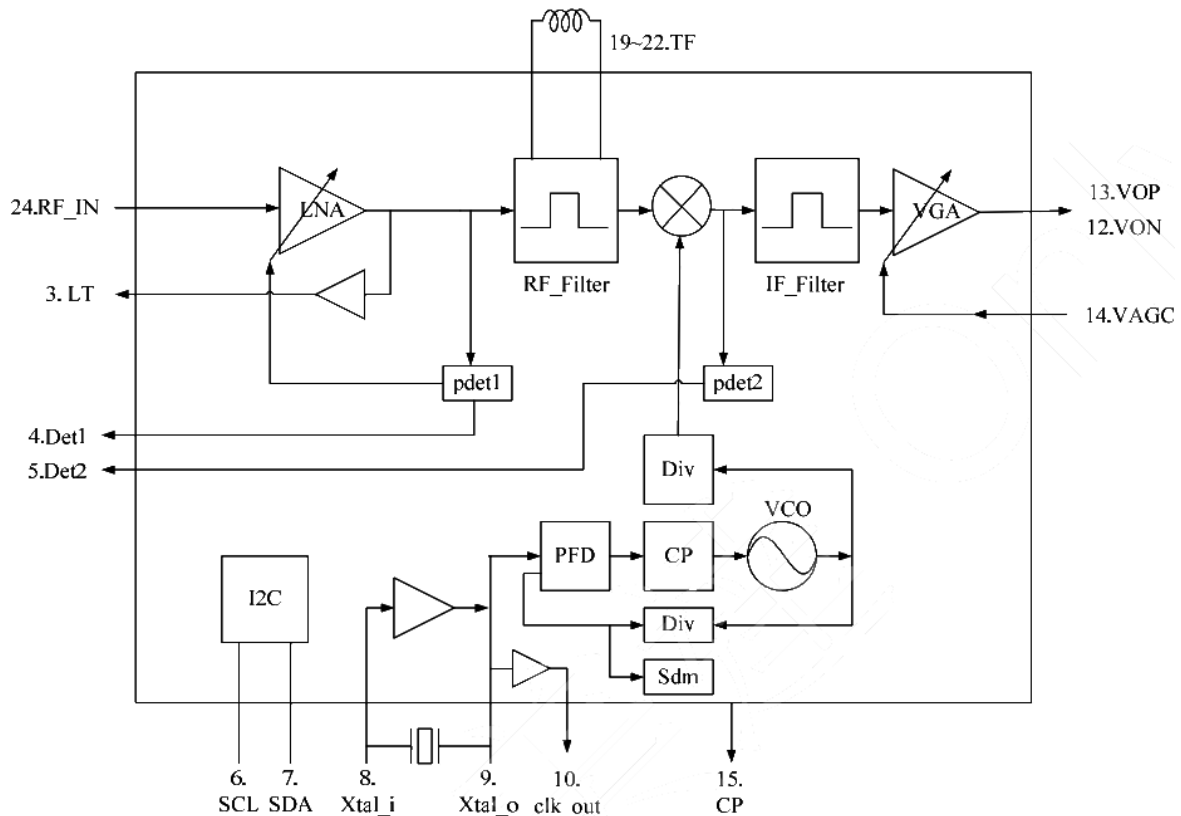 19~22.TF
24.RF_IN
LNA
VGA
13.VOP
12.VON
RF_Filter
IF_Filter
3. LT
14.VAGC
pdet1
pdet2
4.Det1
5.Det2
Div
VCO
PFD
CP
I2C
Div
Sdm
6.
SCL
7.
SDA
8.
Xtal_i
9.
Xtal_o
10.
clk_out
15.
CP